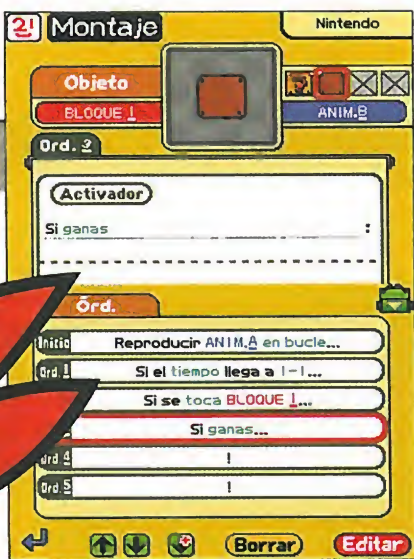 Montaje
Nintendo
Objeto
BLOQUE 1
ANIM.B
Ord. 3
Activador
Si ganas :
Órd.
Inicio Reproducir ANIM.A en bucle...
Ord. 1 Si el tiempo llega a 1-1...
Si se toca BLOQUE 1...
Si ganas...
Ord 4 !
Ord. 5 !
Borrar
Editar